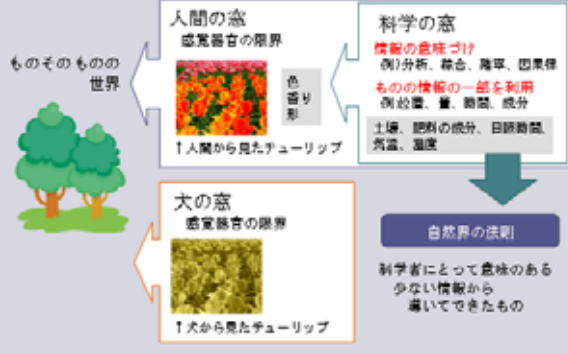 ものそのものの
世界
人間の窓
感覚器官の限界
色
香り
形
↑人間から見たチューリップ
科学の窓
情報の意味づけ
例)分析、総合、確率、因果律
ものの情報の一部を利用
例)位置、量、時間、成分
土壌、肥料の成分、日照時間、
気温、湿度
自然界の法則
科学者にとって意味のある
少ない情報から
導いてできたもの
犬の窓
感覚器官の限界
↑犬から見たチューリップ